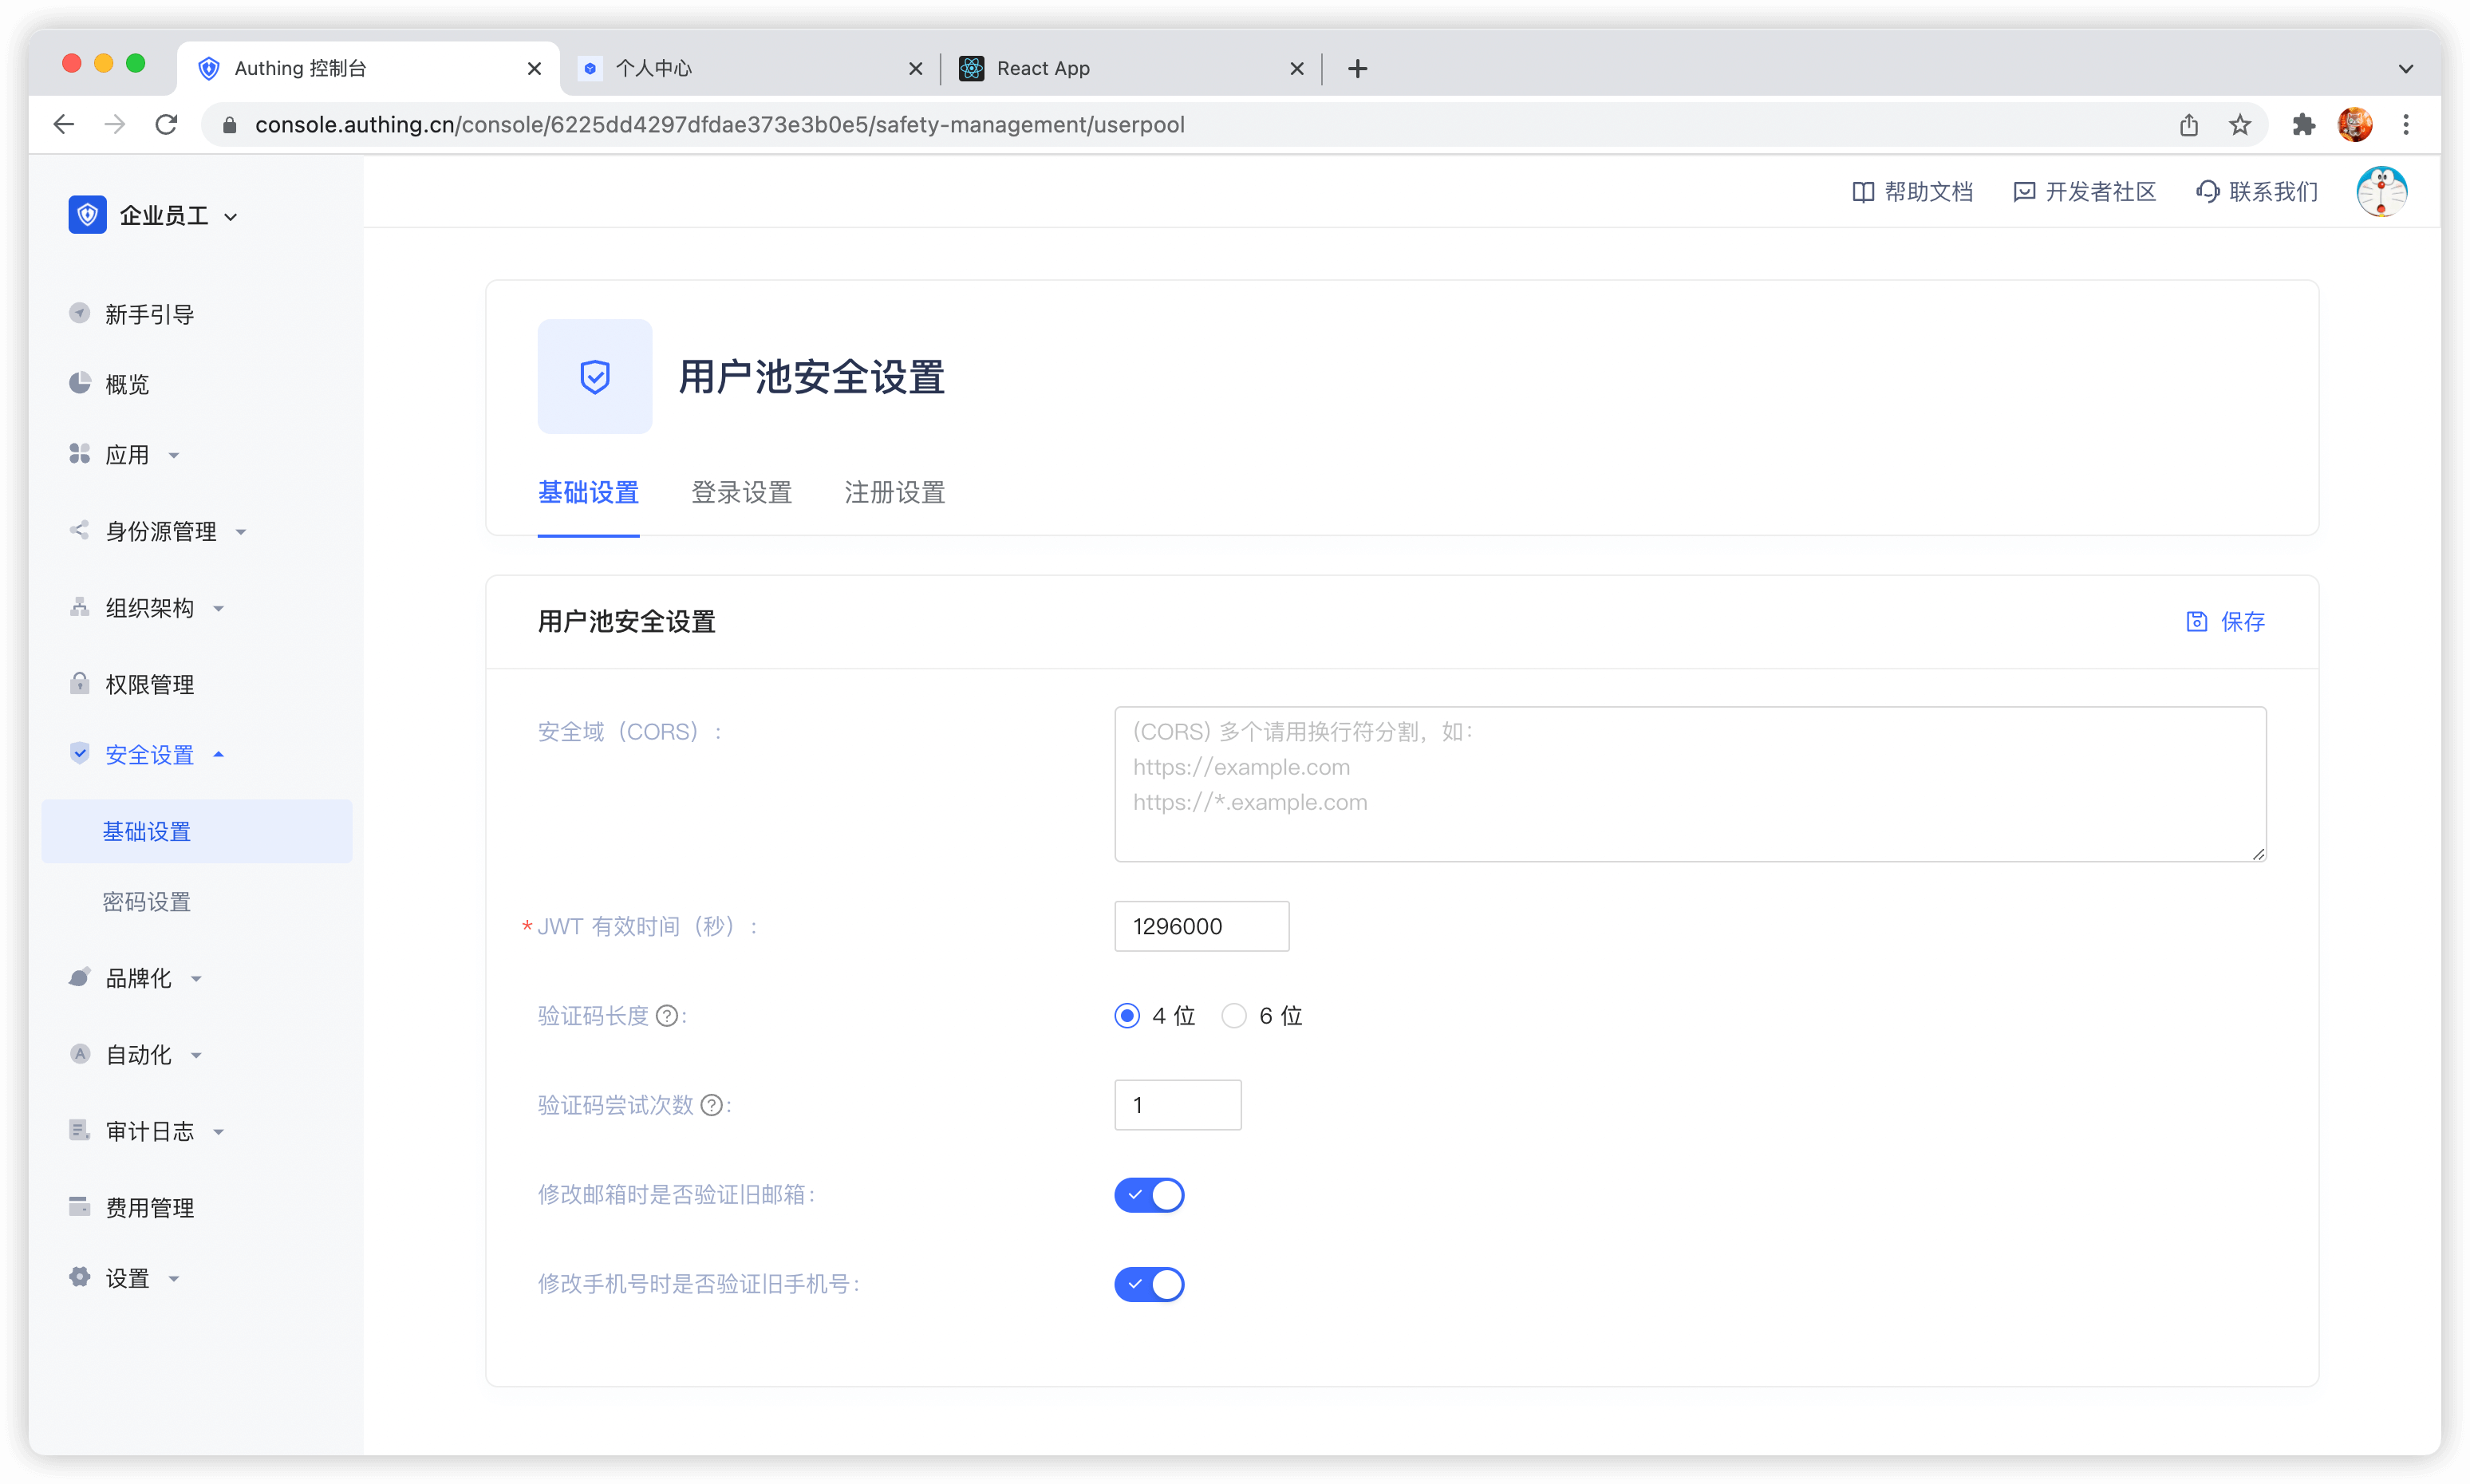 Authing 控制台
个人中心
React App
console.authing.cn/console/6225dd4297dfdae373e3b0e5/safety-management/userpool
企业员工
帮助文档
开发者社区
联系我们
新手引导
概览
应用
身份源管理
组织架构
权限管理
安全设置
基础设置
密码设置
品牌化
自动化
审计日志
费用管理
设置
用户池安全设置
基础设置
登录设置
注册设置
用户池安全设置
保存
安全域（CORS）：
(CORS) 多个请用换行符分割，如：
https://example.com
https://*.example.com
*JWT 有效时间（秒）：
1296000
验证码长度?:
4 位
6 位
验证码尝试次数?:
1
修改邮箱时是否验证旧邮箱:
修改手机号时是否验证旧手机号: